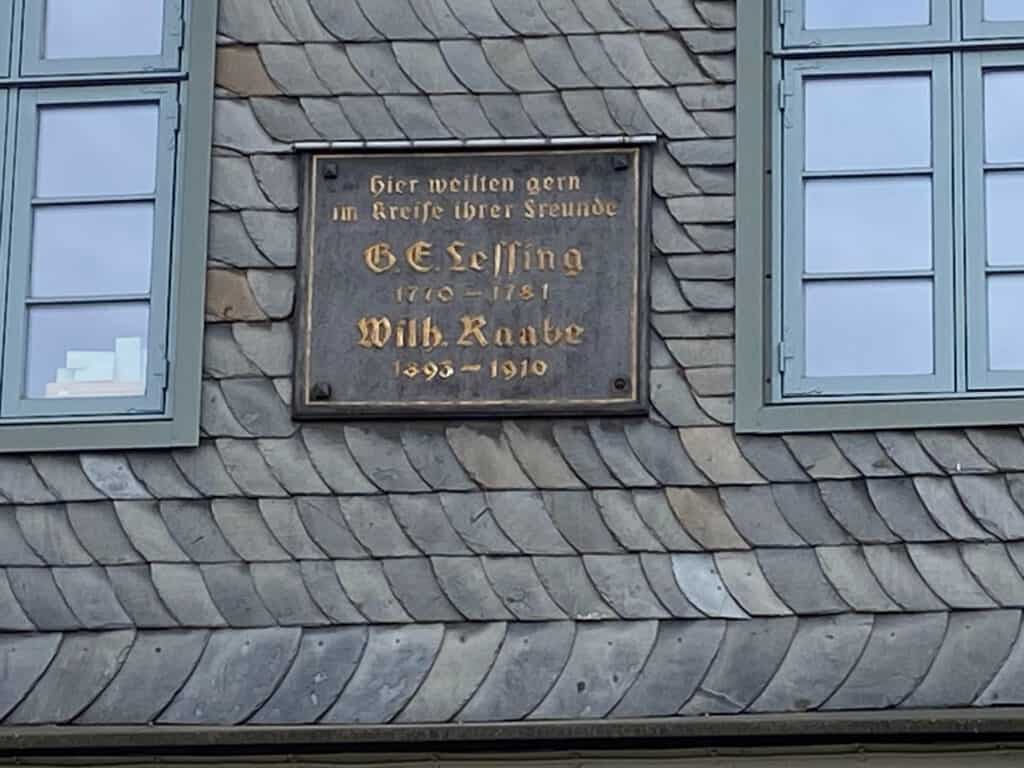 Hier weilten gern
im Kreise ihrer Freunde
G. E. Lessing
1770 – 1781
Wilh. Raabe
1893 – 1910